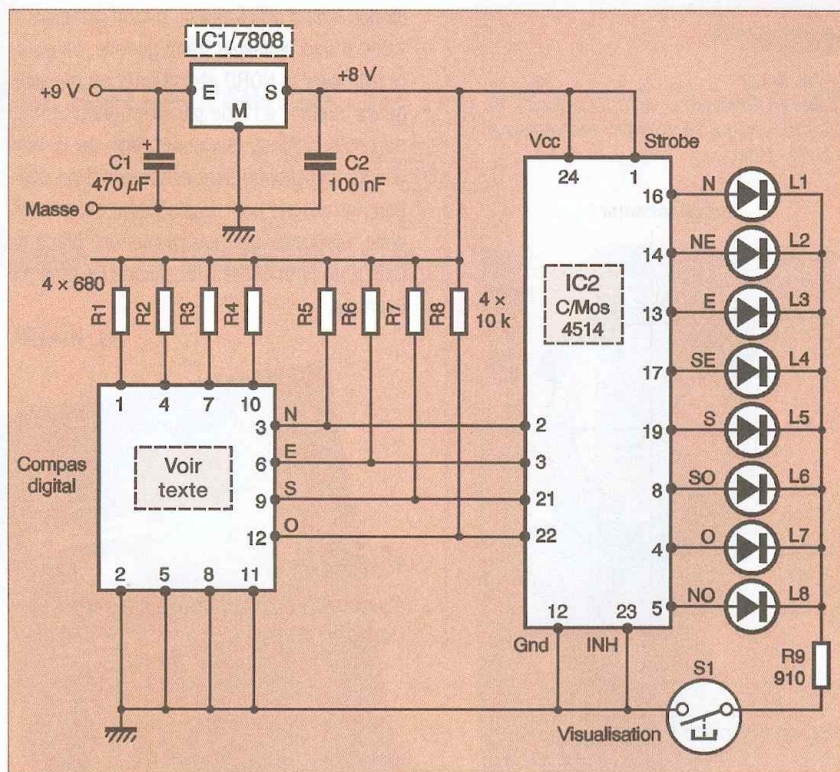 IC1/7808
+9 V
E
S
+8 V
M
C1
470 µF
+
C2
100 nF
Masse
Vcc
Strobe
24
1
IC2
C/Mos
4514
16
N
L1
14
NE
L2
13
E
L3
17
SE
L4
19
S
L5
8
SO
L6
4
O
L7
5
NO
L8
4 × 680
R1
R2
R3
R4
R5
R6
R7
R8
4 ×
10 k
1
4
7
10
Compas
digital
Voir
texte
3
N
2
6
E
3
9
S
21
12
O
22
2
5
8
11
12
23
Gnd
INH
R9
910
S1
Visualisation